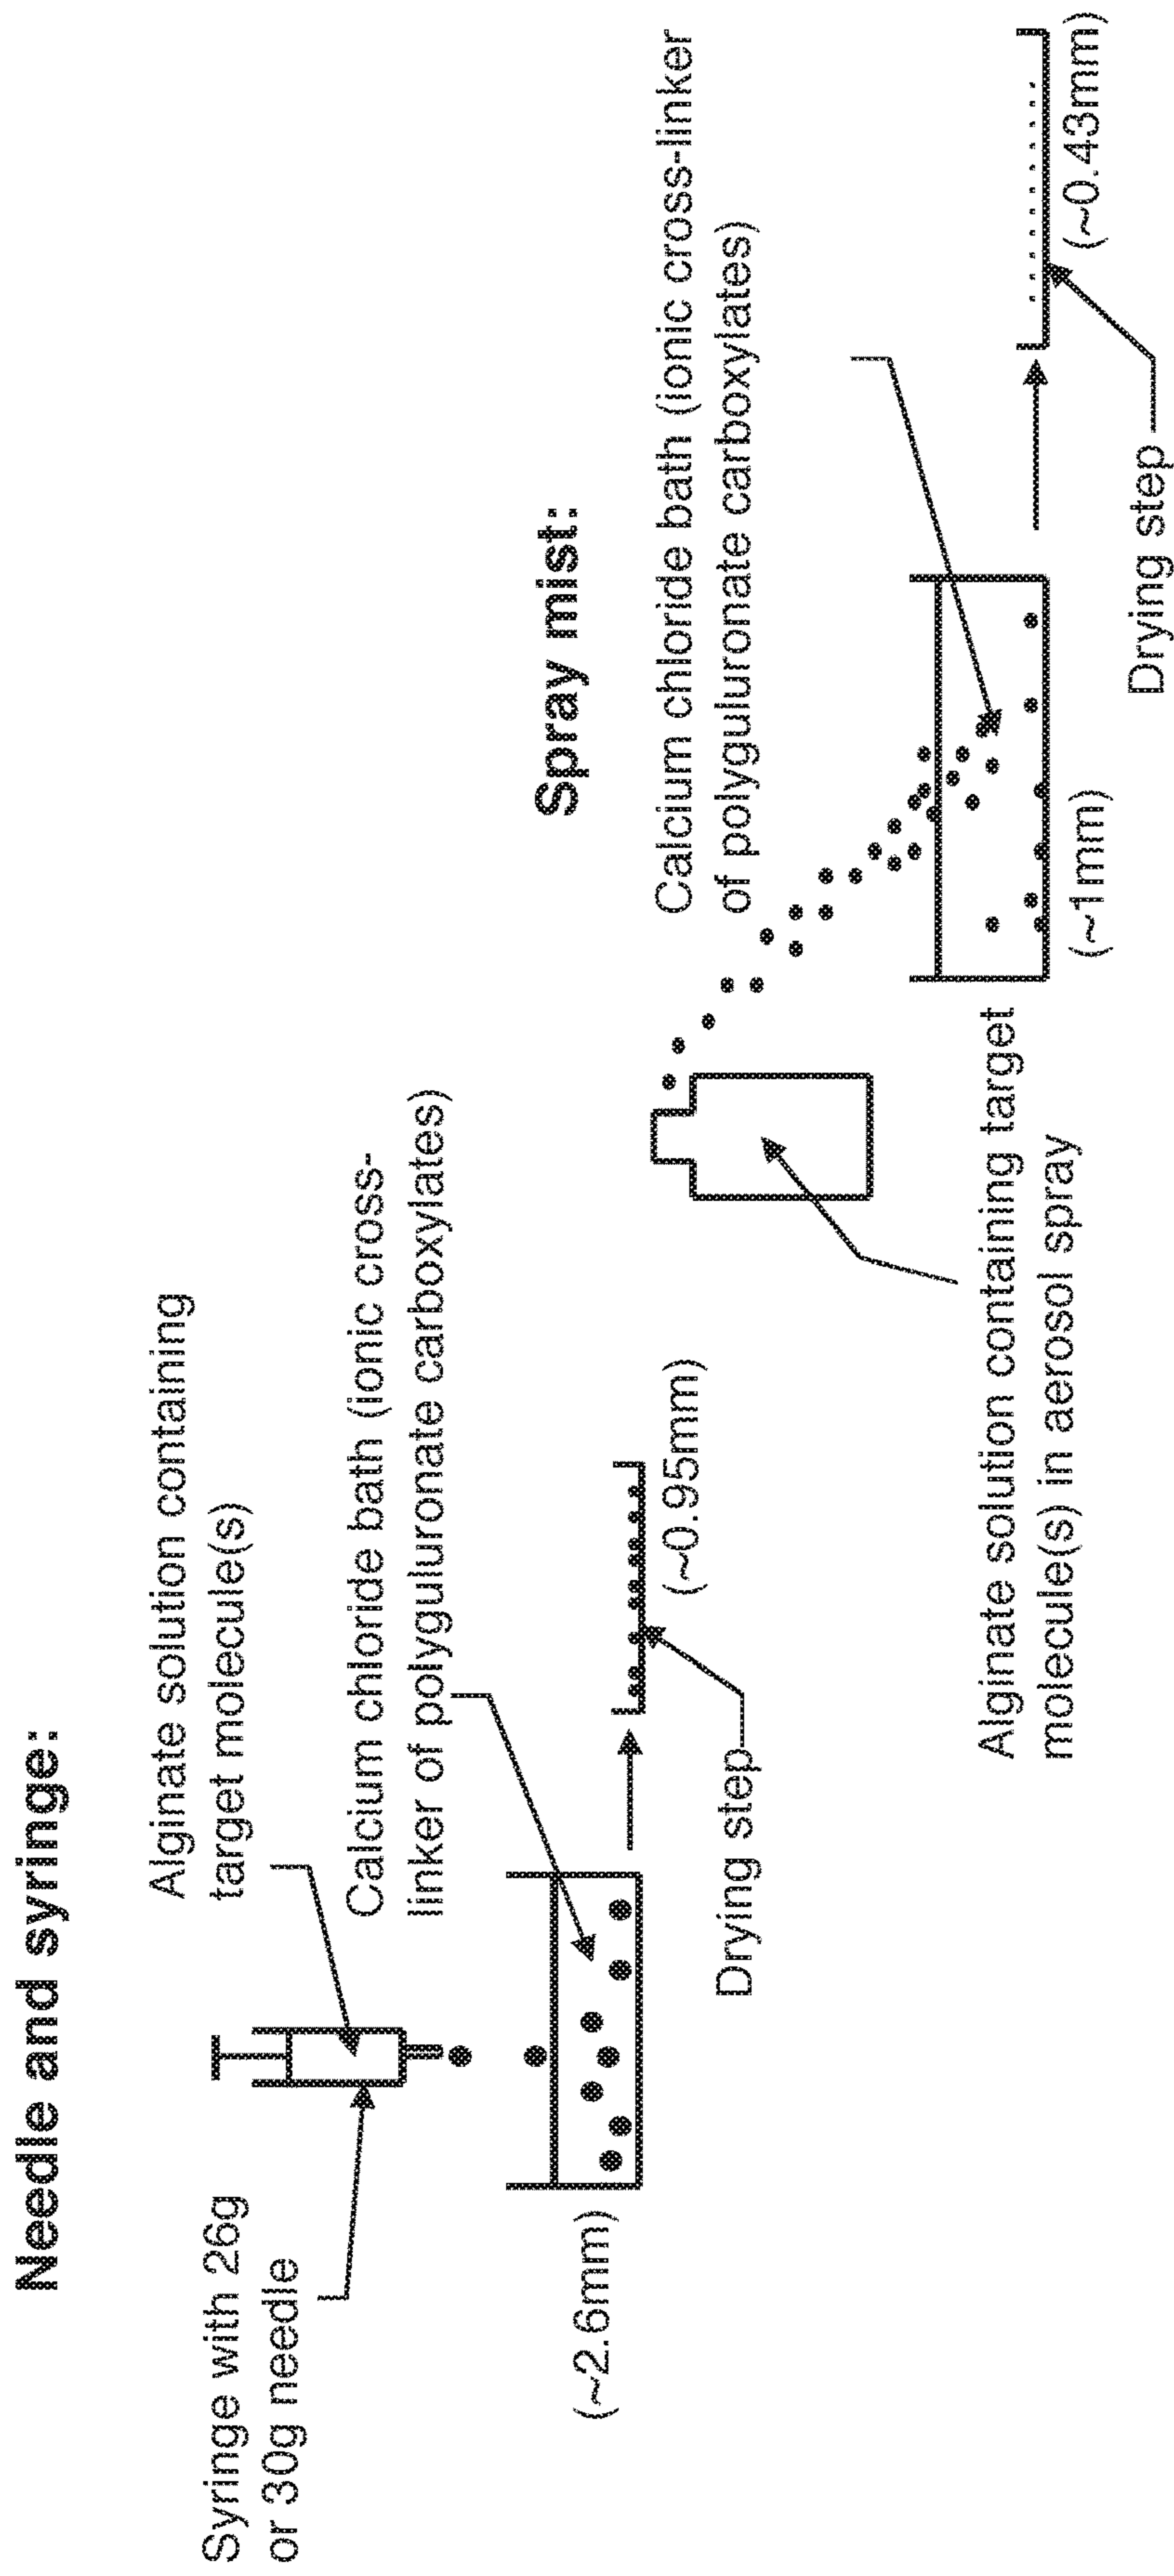 Needle and syringe:
Syringe with 26g
or 30g needle
Alginate solution containing
target molecule(s)
Calcium chloride bath (ionic cross-
linker of polyguluronate carboxylates)
(~2.6mm)
Drying step
(~0.95mm)
Spray mist:
Calcium chloride bath (ionic cross-linker
of polyguluronate carboxylates)
Alginate solution containing target
molecule(s) in aerosol spray
(~1mm)
Drying step
(~0.43mm)